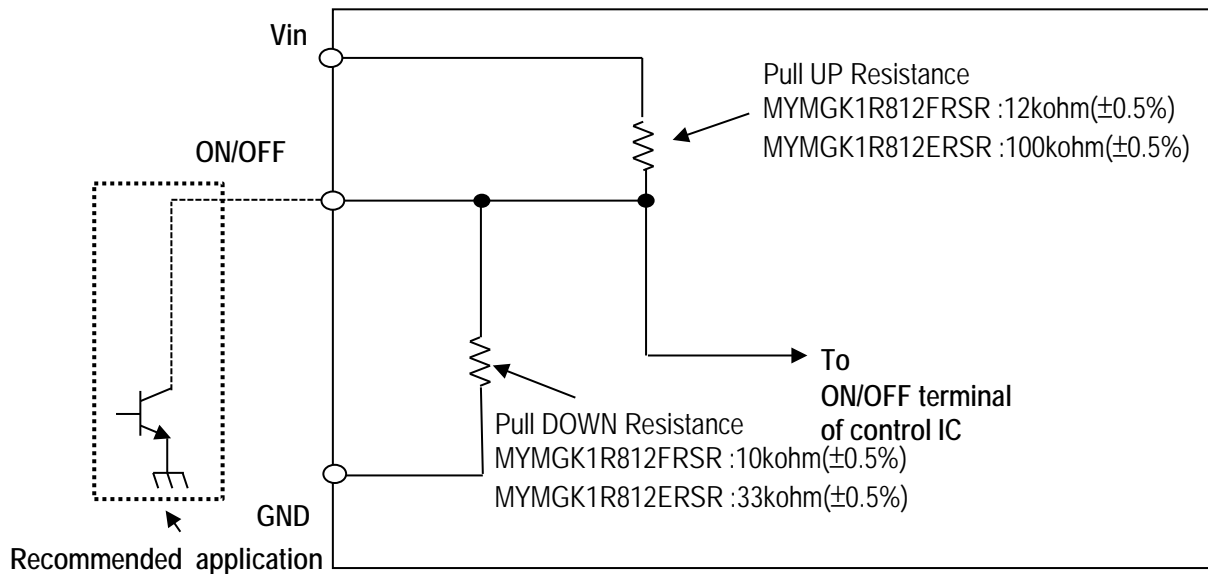 Vin
Pull UP Resistance
MYMGK1R812FRSR :12kohm(±0.5%)
MYMGK1R812ERSR :100kohm(±0.5%)
ON/OFF
To
ON/OFF terminal
of control IC
Pull DOWN Resistance
MYMGK1R812FRSR :10kohm(±0.5%)
MYMGK1R812ERSR :33kohm(±0.5%)
GND
Recommended application